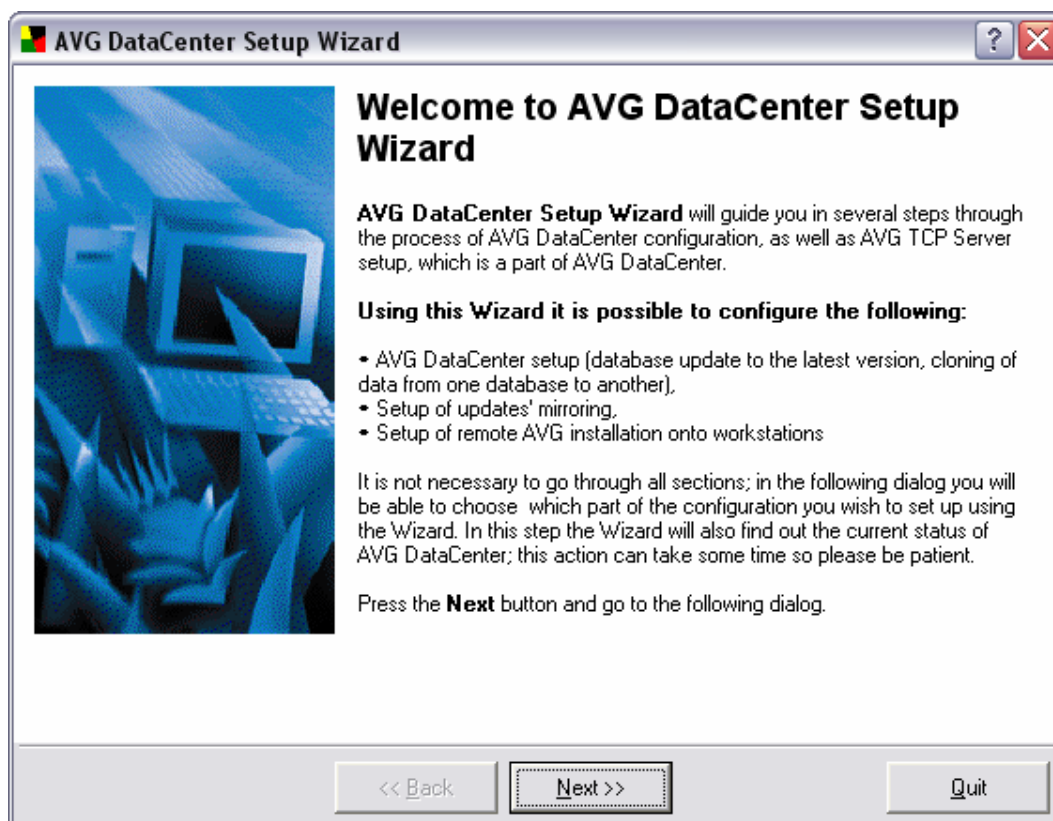 AVG DataCenter Setup Wizard
?
Welcome to AVG DataCenter Setup
Wizard
AVG DataCenter Setup Wizard will guide you in several steps through
the process of AVG DataCenter configuration, as well as AVG TCP Server
setup, which is a part of AVG DataCenter.
Using this Wizard it is possible to configure the following:
• AVG DataCenter setup (database update to the latest version, cloning of
data from one database to another),
• Setup of updates' mirroring,
• Setup of remote AVG installation onto workstations
It is not necessary to go through all sections; in the following dialog you will
be able to choose  which part of the configuration you wish to set up using
the Wizard. In this step the Wizard will also find out the current status of
AVG DataCenter; this action can take some time so please be patient.
Press the Next button and go to the following dialog.
<< Back
Next >>
Quit